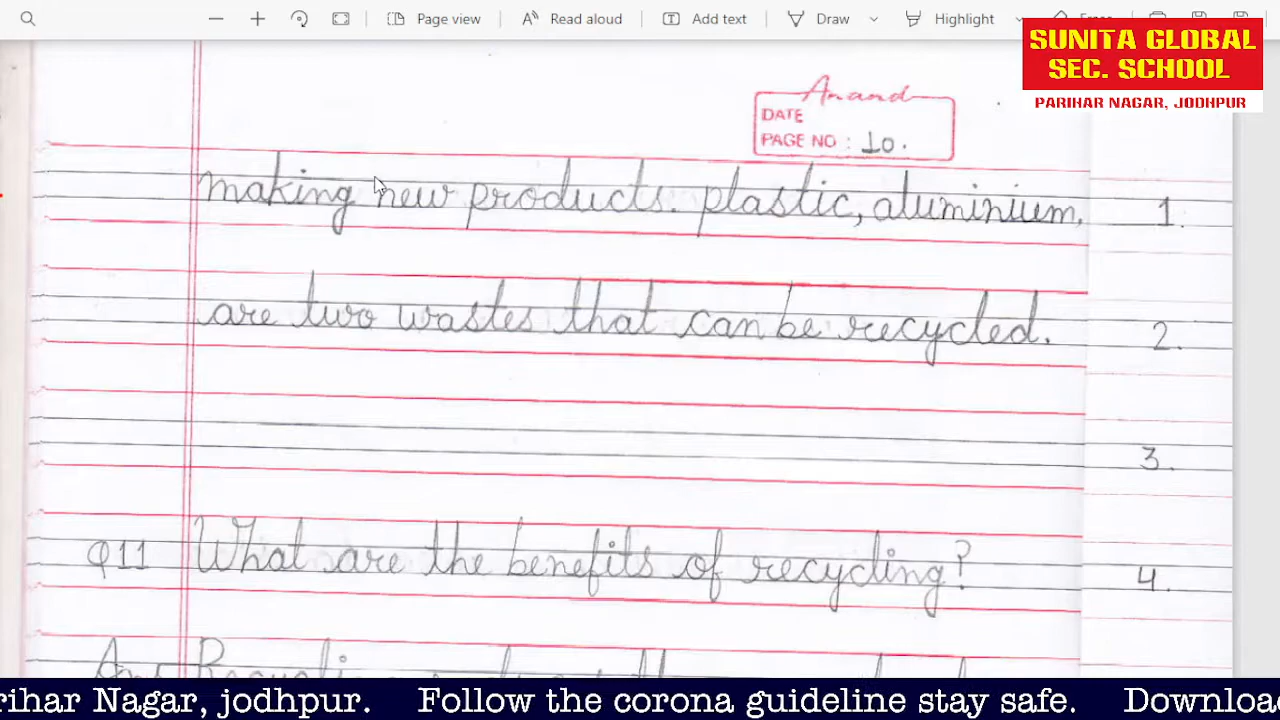 Page view
Read aloud
Add text
Draw
Highlight
SUNITA GLOBAL
SEC. SCHOOL
PARIHAR NAGAR, JODHPUR
Anand
DATE
PAGE NO : 10.
making new products. plastic, aluminium, 1.
are two wastes that can be recycled. 2.
3.
Q11 What are the benefits of recycling? 4.
rihar Nagar, jodhpur. Follow the corona guideline stay safe.